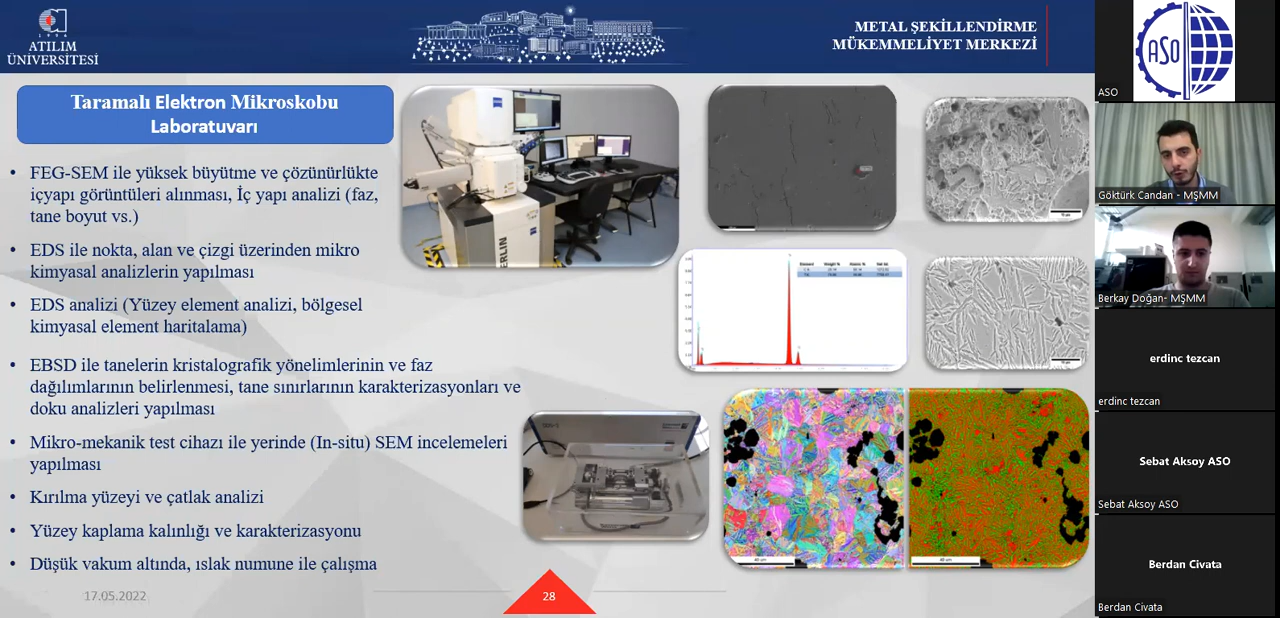 1996
ATILIM
ÜNİVERSİTESİ
METAL ŞEKİLLENDİRME
MÜKEMMELİYET MERKEZİ
Taramalı Elektron Mikroskobu
Laboratuvarı
• FEG-SEM ile yüksek büyütme ve çözünürlükte
içyapı görüntüleri alınması, İç yapı analizi (faz,
tane boyut vs.)
• EDS ile nokta, alan ve çizgi üzerinden mikro
kimyasal analizlerin yapılması
• EDS analizi (Yüzey element analizi, bölgesel
kimyasal element haritalama)
• EBSD ile tanelerin kristalografik yönelimlerinin ve faz
dağılımlarının belirlenmesi, tane sınırlarının karakterizasyonları ve
doku analizleri yapılması
• Mikro-mekanik test cihazı ile yerinde (In-situ) SEM incelemeleri
yapılması
• Kırılma yüzeyi ve çatlak analizi
• Yüzey kaplama kalınlığı ve karakterizasyonu
• Düşük vakum altında, ıslak numune ile çalışma
17.05.2022
28
ZEISS
ASO
ASO
Göktürk Candan - MŞMM
Berkay Doğan- MŞMM
erdinc tezcan
erdinc tezcan
Sebat Aksoy ASO
Sebat Aksoy ASO
Berdan Civata
Berdan Civata